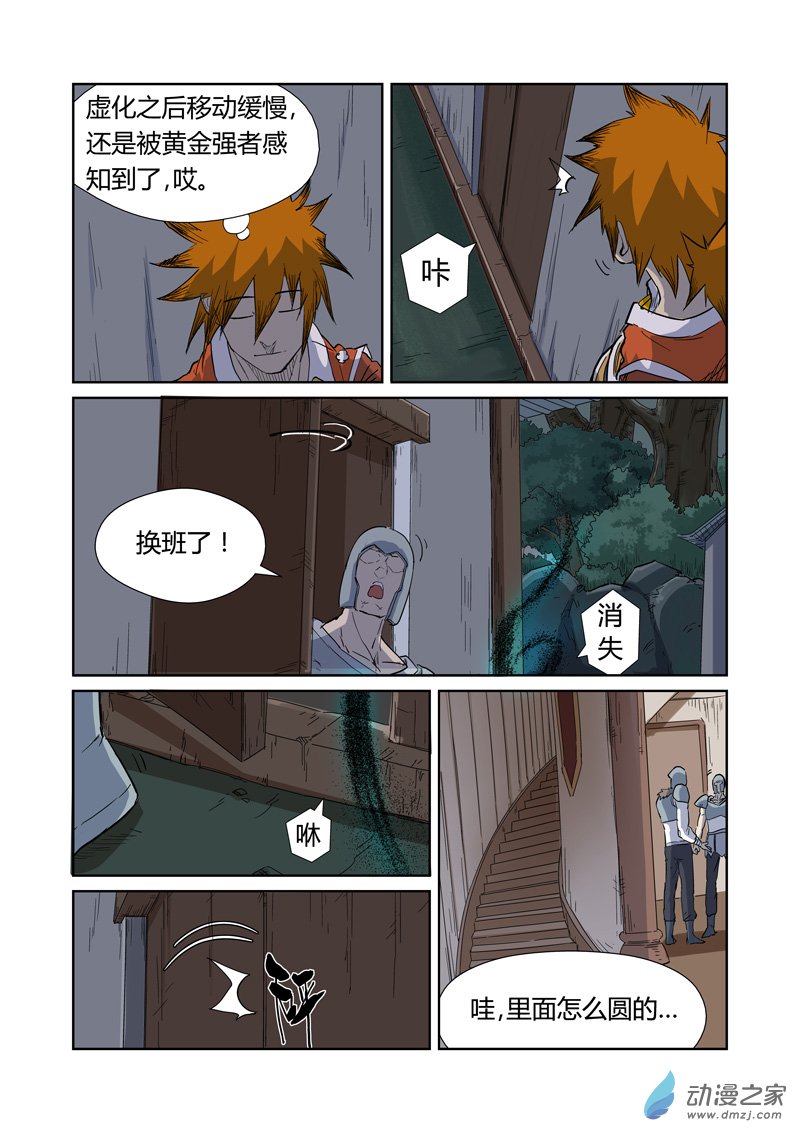 虚化之后移动缓慢，
还是被黄金强者感
知到了，哎。
咔
换班了！
消
失
咻
哇，里面怎么圆的…
动漫之家
www.dmzj.com